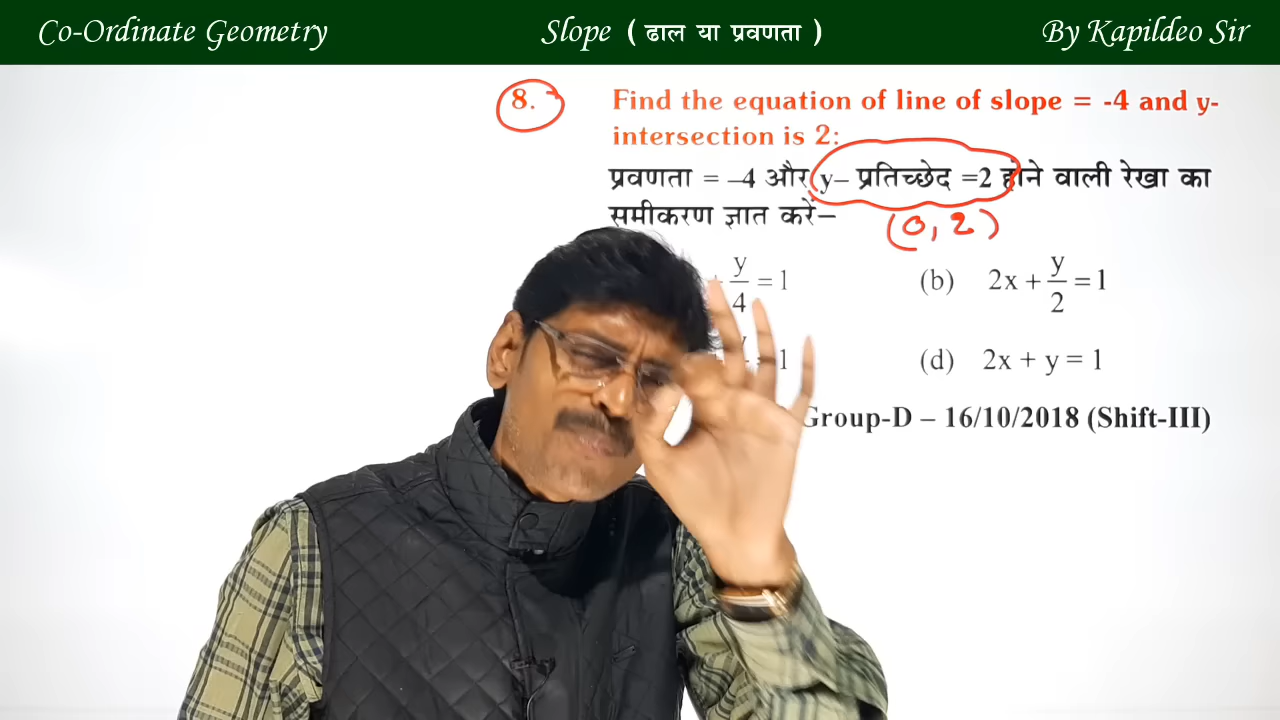 Co-Ordinate Geometry Slope ( ढाल या प्रवणता ) By Kapildeo Sir
8. Find the equation of line of slope = -4 and y-
intersection is 2:
प्रवणता = –4 और y– प्रतिच्छेद =2 होने वाली रेखा का
समीकरण ज्ञात करें–
(0, 2)
y/4 = 1 (b) 2x + y/2 = 1
1 (d) 2x + y = 1
Group-D – 16/10/2018 (Shift-III)